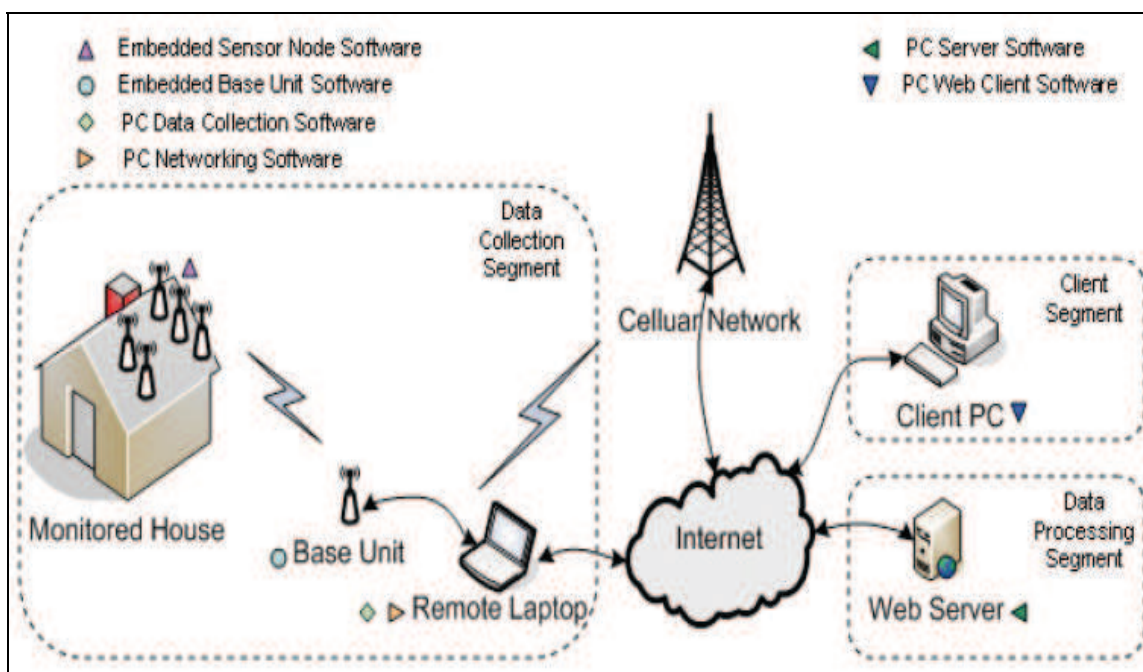 Embedded Sensor Node Software
Embedded Base Unit Software
PC Data Collection Software
PC Networking Software
PC Server Software
PC Web Client Software
Data
Collection
Segment
Monitored House
Base Unit
Remote Laptop
Celluar Network
Internet
Client
Segment
Client PC
Data
Processing
Segment
Web Server